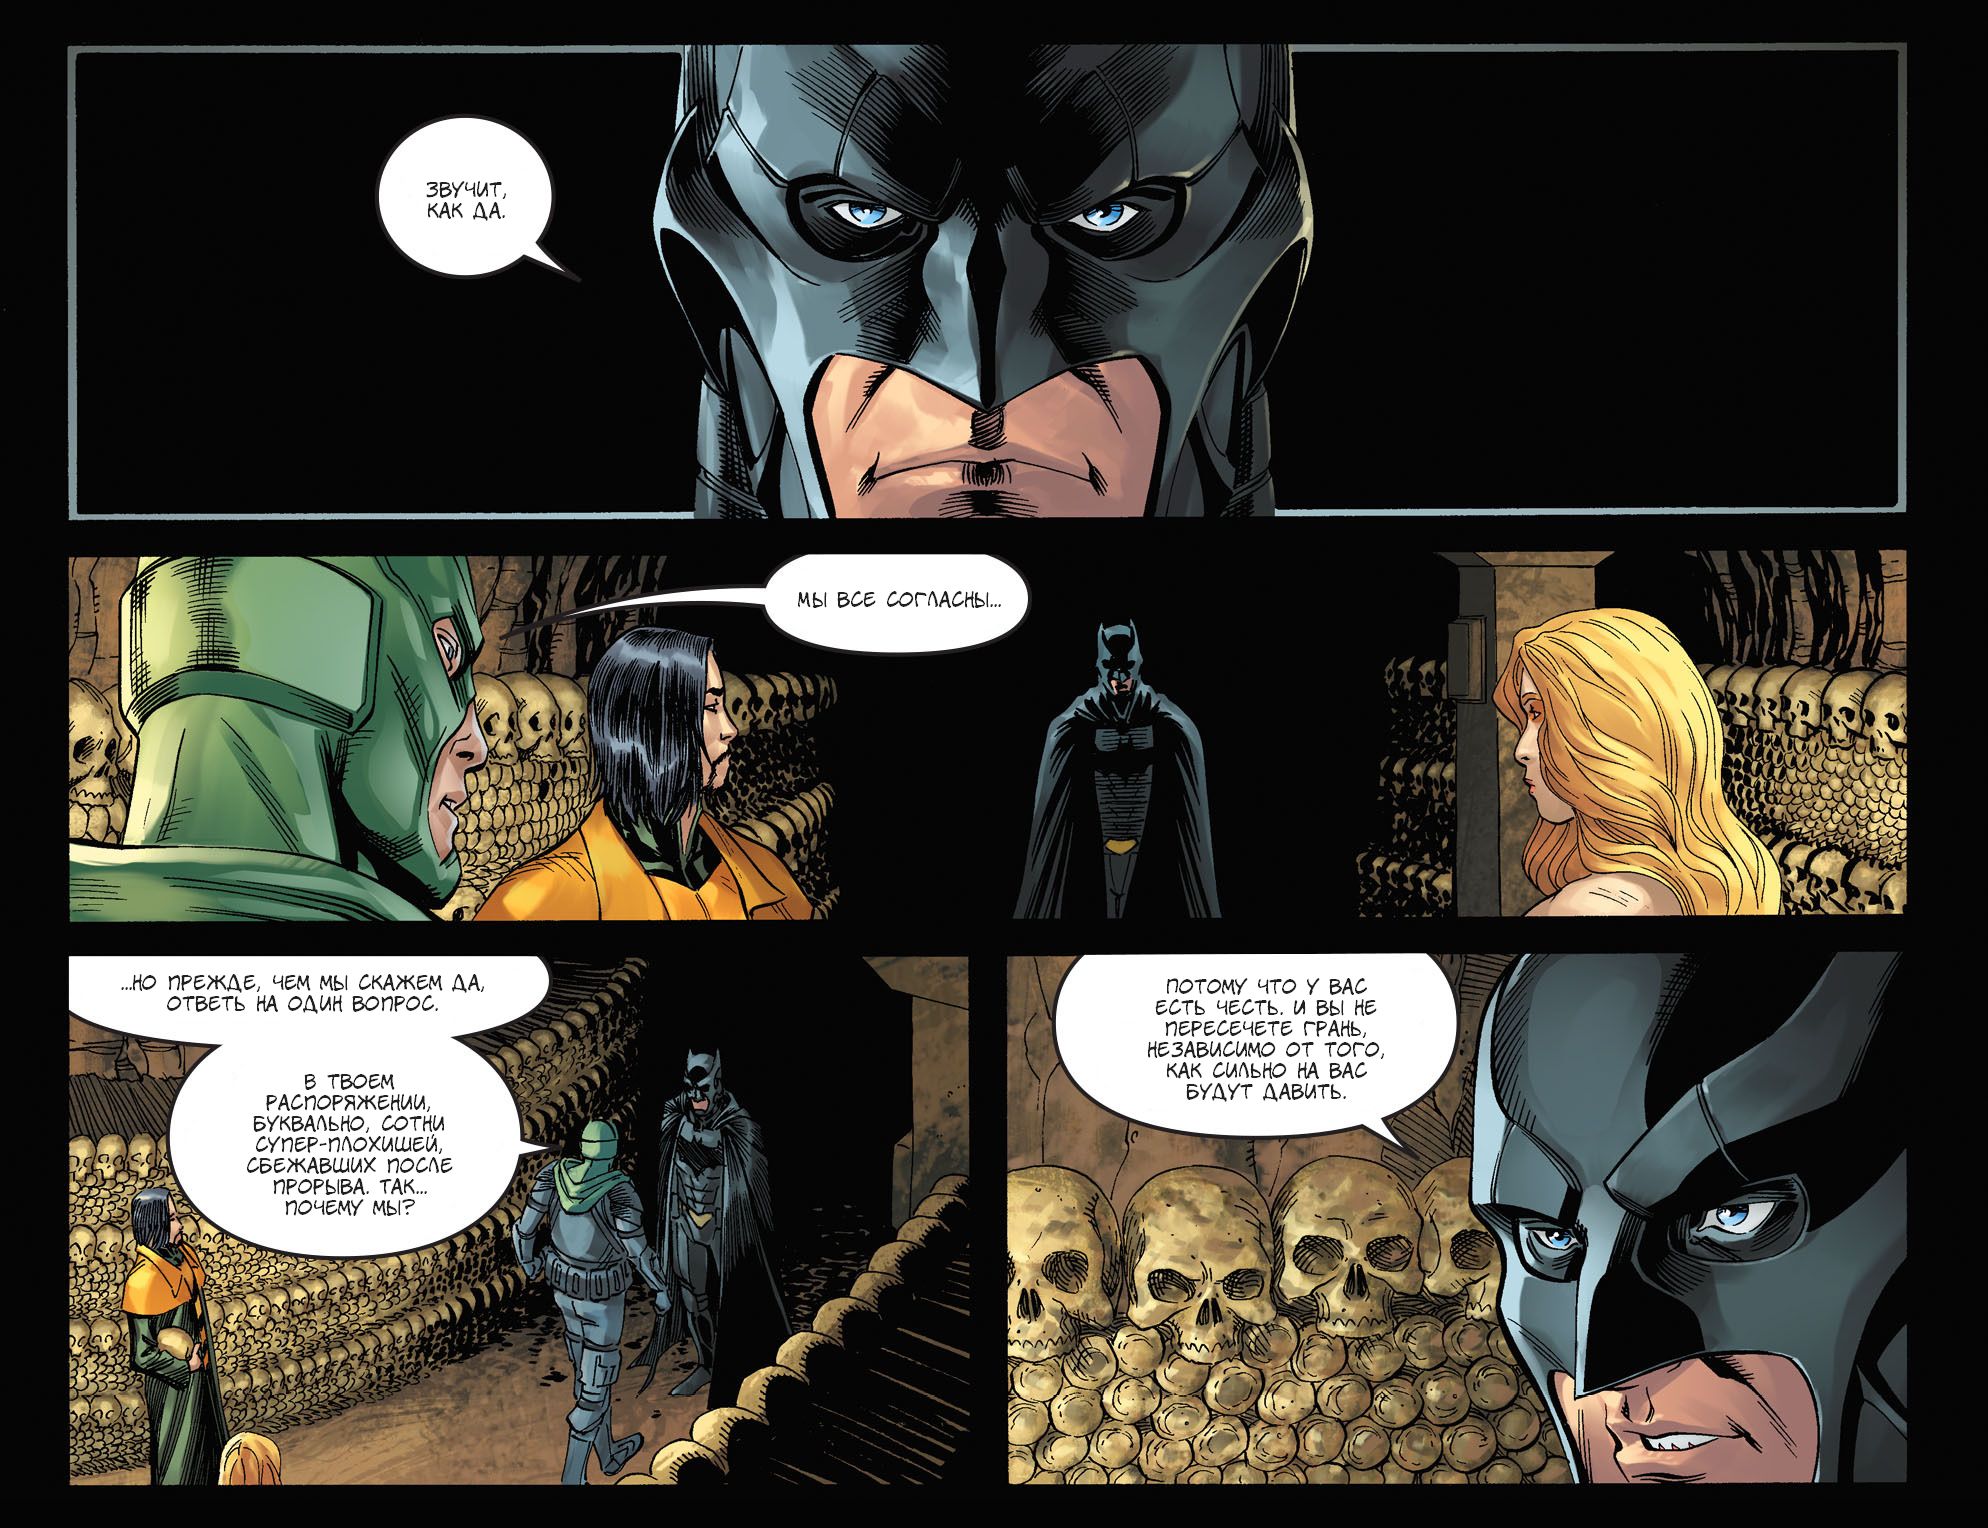 ЗВУЧИТ,
КАК ДА.
МЫ ВСЕ СОГЛАСНЫ...
...НО ПРЕЖДЕ, ЧЕМ МЫ СКАЖЕМ ДА,
ОТВЕТЬ НА ОДИН ВОПРОС.
В ТВОЕМ
РАСПОРЯЖЕНИИ,
БУКВАЛЬНО, СОТНИ
СУПЕР-ПЛОХИШЕЙ,
СБЕЖАВШИХ ПОСЛЕ
ПРОРЫВА. ТАК...
ПОЧЕМУ МЫ?
ПОТОМУ ЧТО У ВАС
ЕСТЬ ЧЕСТЬ. И ВЫ НЕ
ПЕРЕСЕЧЕТЕ ГРАНЬ,
НЕЗАВИСИМО ОТ ТОГО,
КАК СИЛЬНО НА ВАС
БУДУТ ДАВИТЬ.